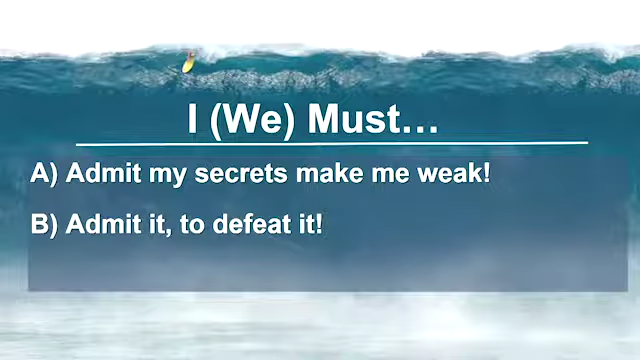 I (We) Must…
A) Admit my secrets make me weak!
B) Admit it, to defeat it!